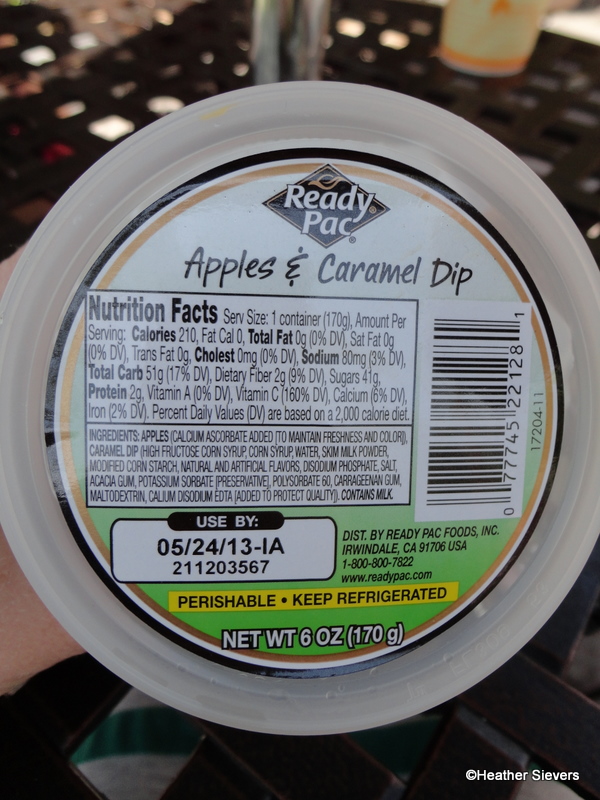 Ready
Pac®
Apples & Caramel Dip
Nutrition Facts Serv Size: 1 container (170g), Amount Per
Serving: Calories 210, Fat Cal 0, Total Fat 0g (0% DV), Sat Fat 0g
(0% DV), Trans Fat 0g, Cholest 0mg (0% DV), Sodium 80mg (3% DV),
Total Carb 51g (17% DV), Dietary Fiber 2g (9% DV), Sugars 41g,
Protein 2g, Vitamin A (0% DV), Vitamin C (160% DV), Calcium (6% DV),
Iron (2% DV). Percent Daily Values (DV) are based on a 2,000 calorie diet.
INGREDIENTS: APPLES (CALCIUM ASCORBATE ADDED [TO MAINTAIN FRESHNESS AND COLOR]),
CARAMEL DIP (HIGH FRUCTOSE CORN SYRUP, CORN SYRUP, WATER, SKIM MILK POWDER,
MODIFIED CORN STARCH, NATURAL AND ARTIFICIAL FLAVORS, DISODIUM PHOSPHATE, SALT,
ACACIA GUM, POTASSIUM SORBATE [PRESERVATIVE], POLYSORBATE 60, CARRAGEENAN GUM,
MALTODEXTRIN, CALIUM DISODIUM EDTA [ADDED TO PROTECT QUALITY]). CONTAINS MILK.
0 77745 22128 1
17204-11
USE BY:
05/24/13-IA
211203567
DIST. BY READY PAC FOODS, INC.
IRWINDALE, CA 91706 USA
1-800-800-7822
www.readypac.com
PERISHABLE • KEEP REFRIGERATED
NET WT 6 OZ (170 g)
©Heather Sievers